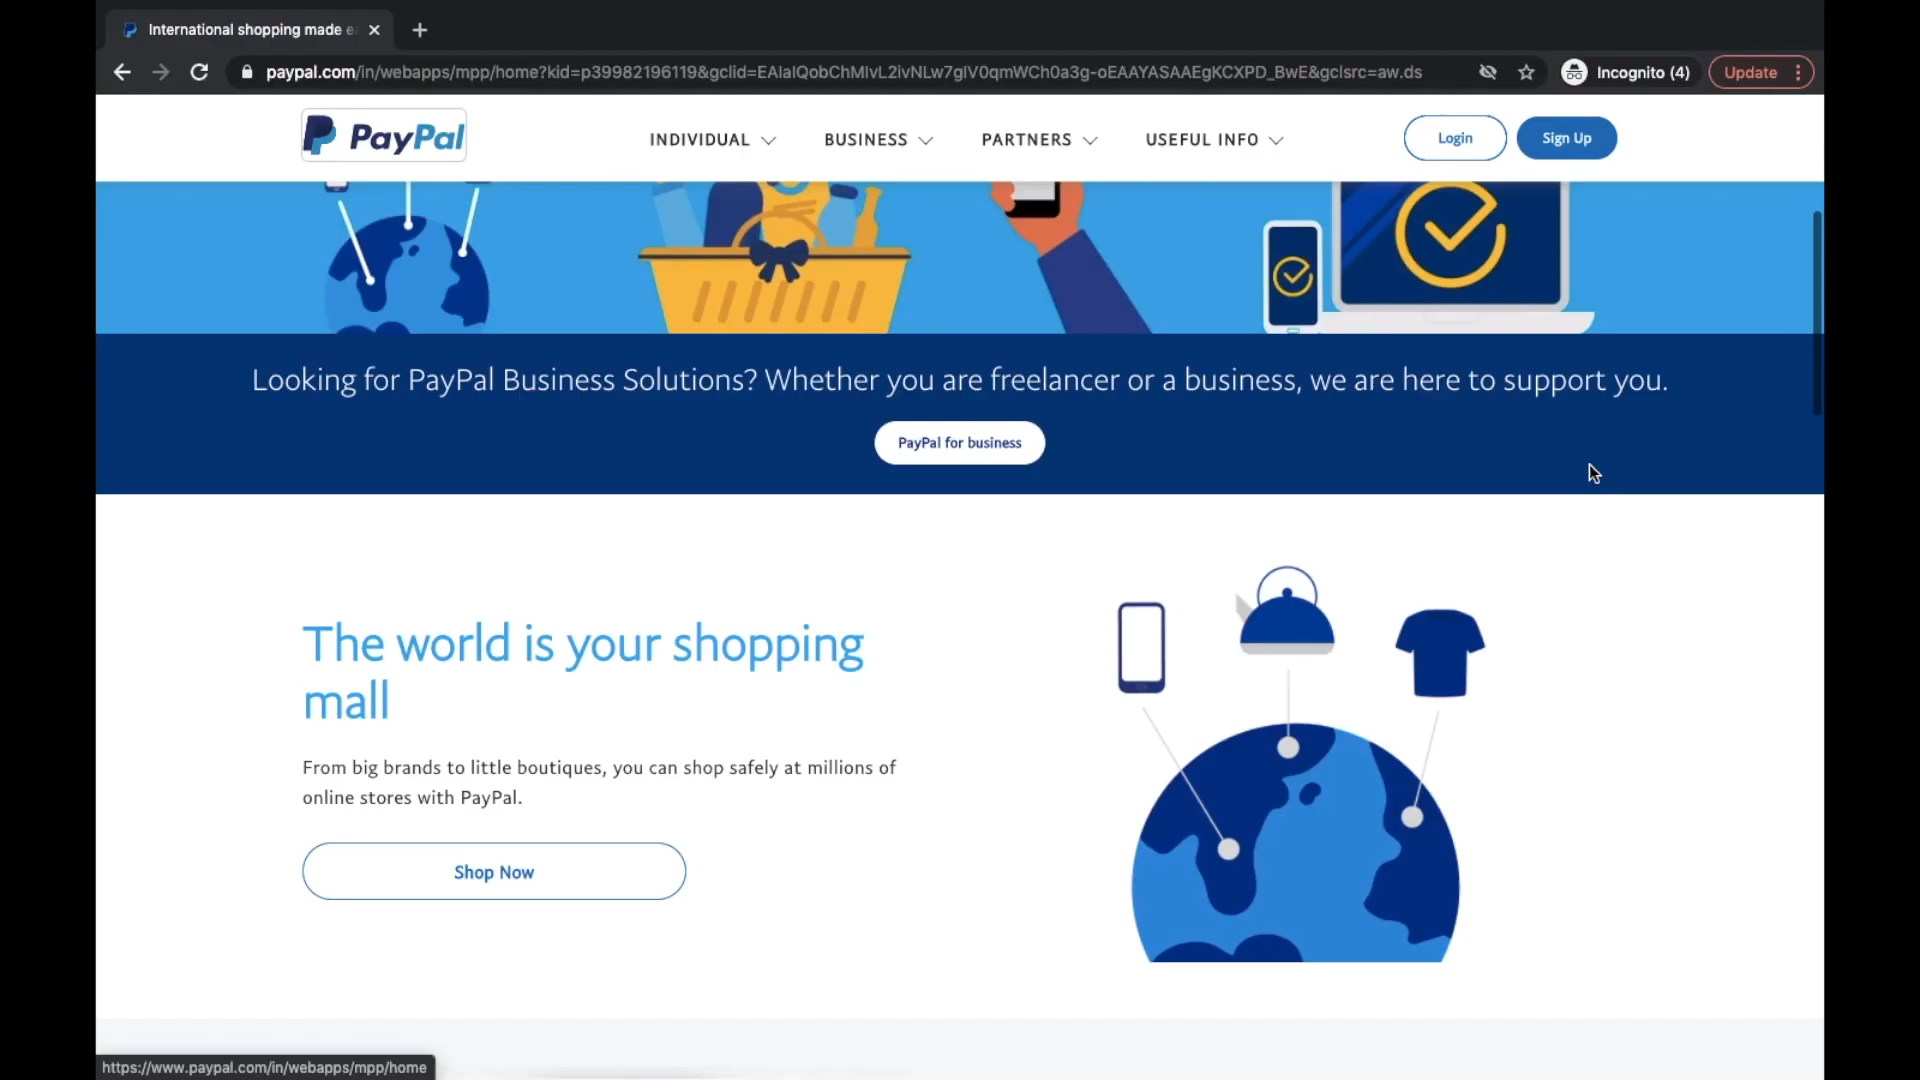 International shopping made e
paypal.com/in/webapps/mpp/home?kid=p39982196119&gclid=EAIaIQobChMIvL2ivNLw7gIV0qmWCh0a3g-oEAAYASAAEgKCXPD_BwE&gclsrc=aw.ds
Incognito (4)
Update
PayPal
INDIVIDUAL
BUSINESS
PARTNERS
USEFUL INFO
Login
Sign Up
Looking for PayPal Business Solutions? Whether you are freelancer or a business, we are here to support you.
PayPal for business
The world is your shopping
mall
From big brands to little boutiques, you can shop safely at millions of
online stores with PayPal.
Shop Now
https://www.paypal.com/in/webapps/mpp/home